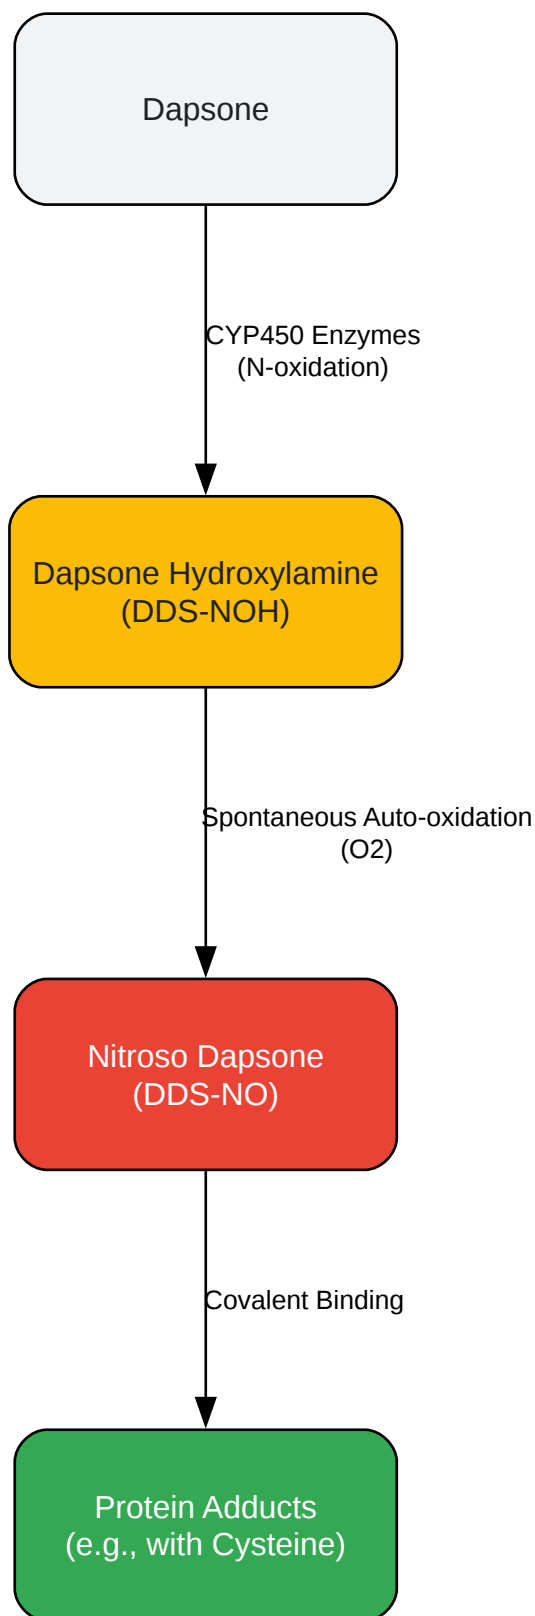 Dapsone
CYP450 Enzymes
(N-oxidation)
Dapsone Hydroxylamine
(DDS-NOH)
Spontaneous Auto-oxidation
(O2)
Nitroso Dapsone
(DDS-NO)
Covalent Binding
Protein Adducts
(e.g., with Cysteine)